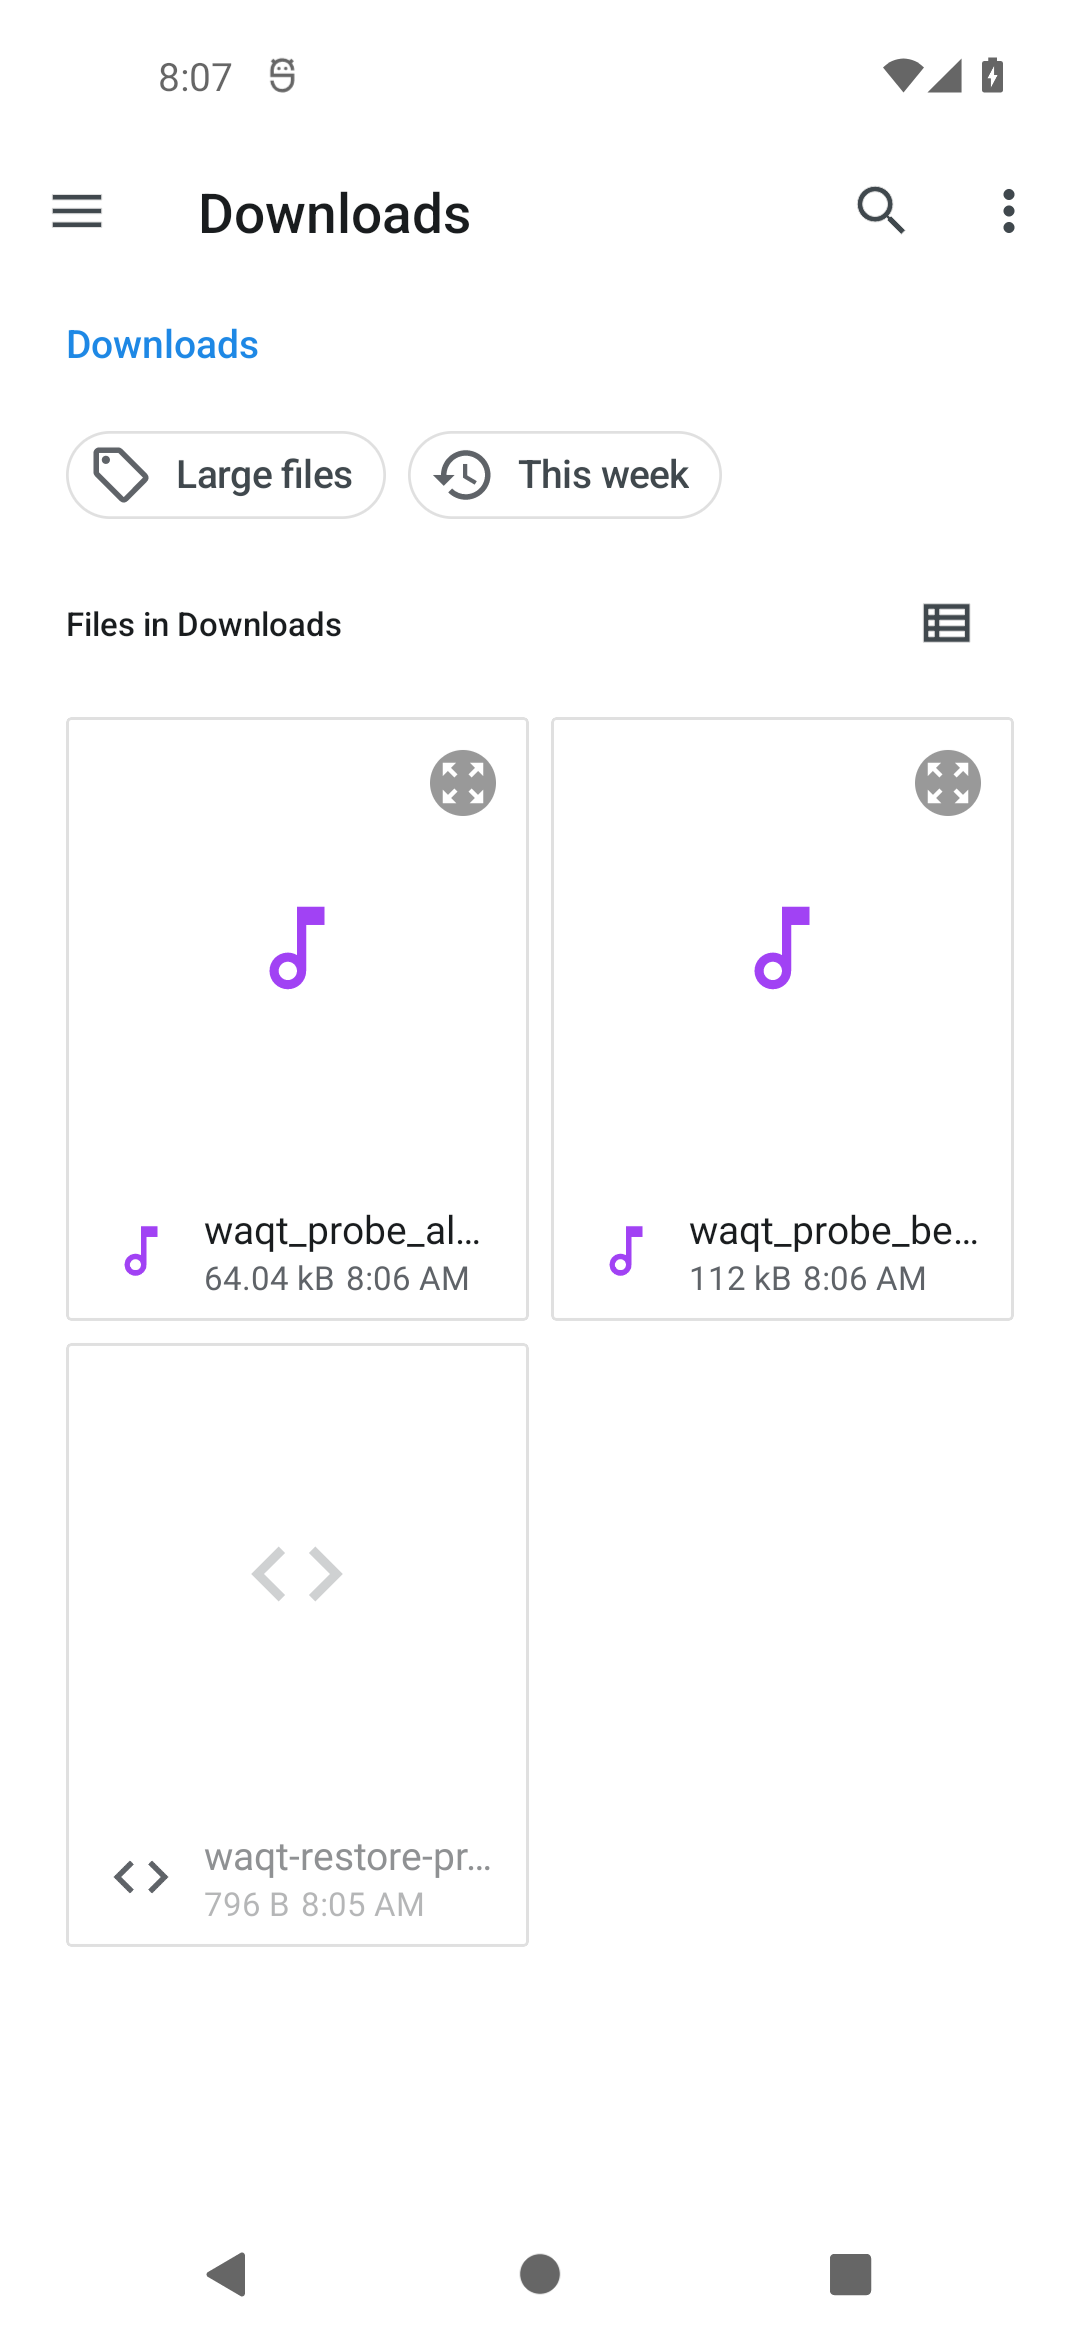 8:07
Downloads
Downloads
Large files
This week
Files in Downloads
waqt_probe_al...
64.04 kB 8:06 AM
waqt_probe_be...
112 kB 8:06 AM
waqt-restore-pr...
796 B 8:05 AM